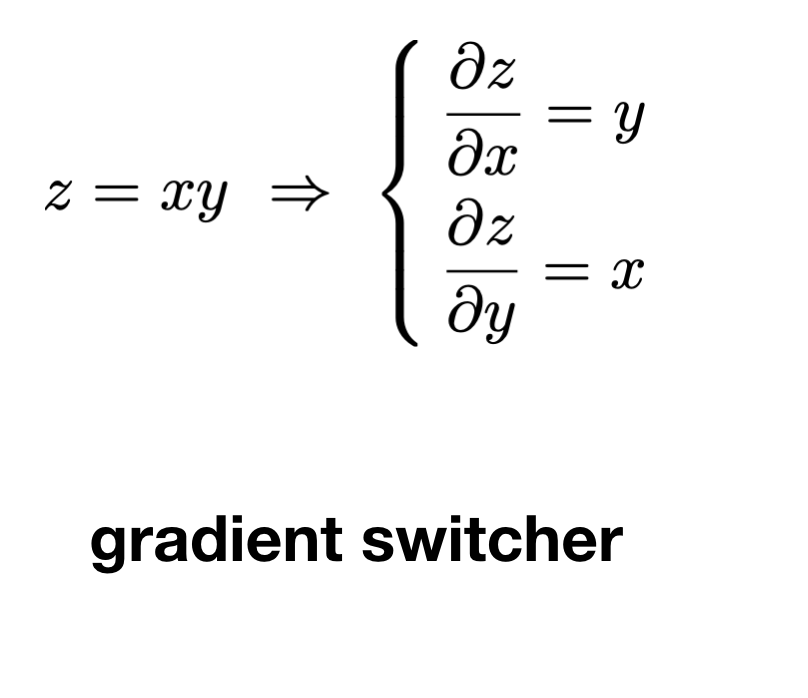 z = xy ⇒ { ∂z/∂x = y
∂z/∂y = x
gradient switcher